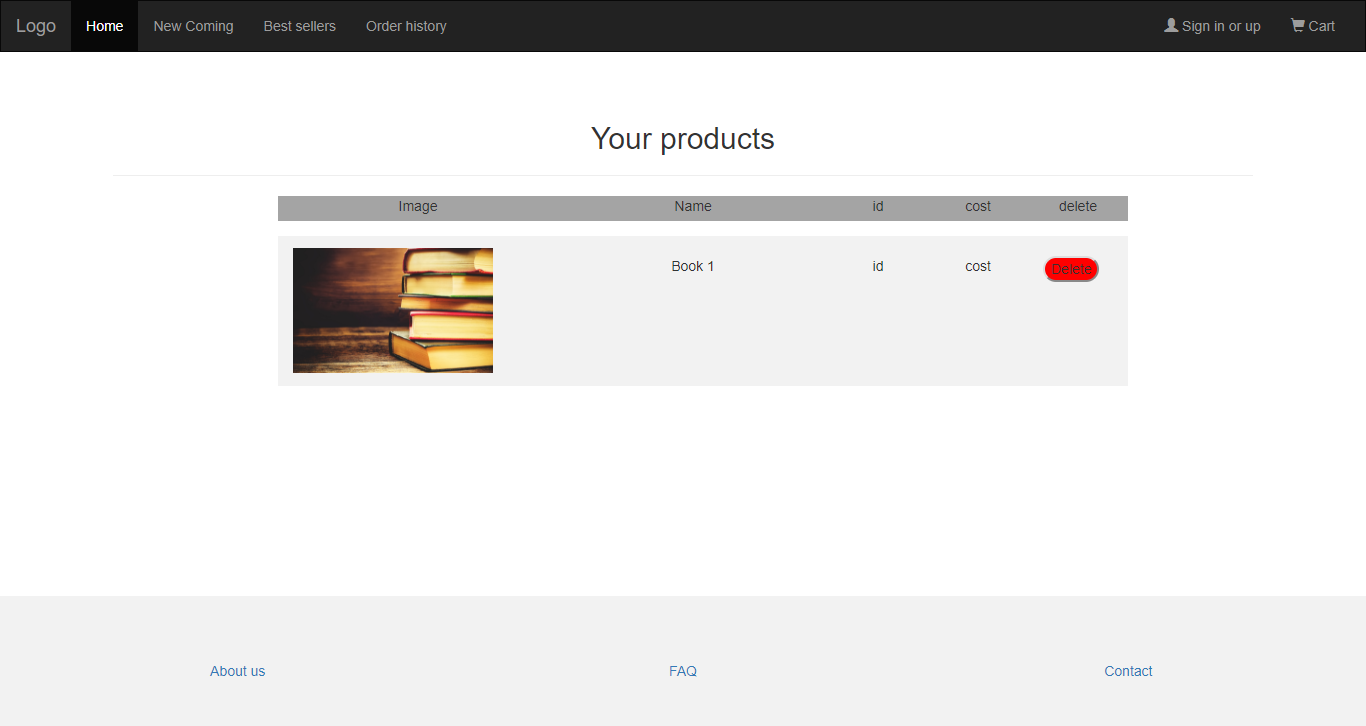 Logo Home New Coming Best sellers Order history Sign in or up Cart
Your products
Image Name id cost delete
Book 1 id cost Delete
About us FAQ Contact